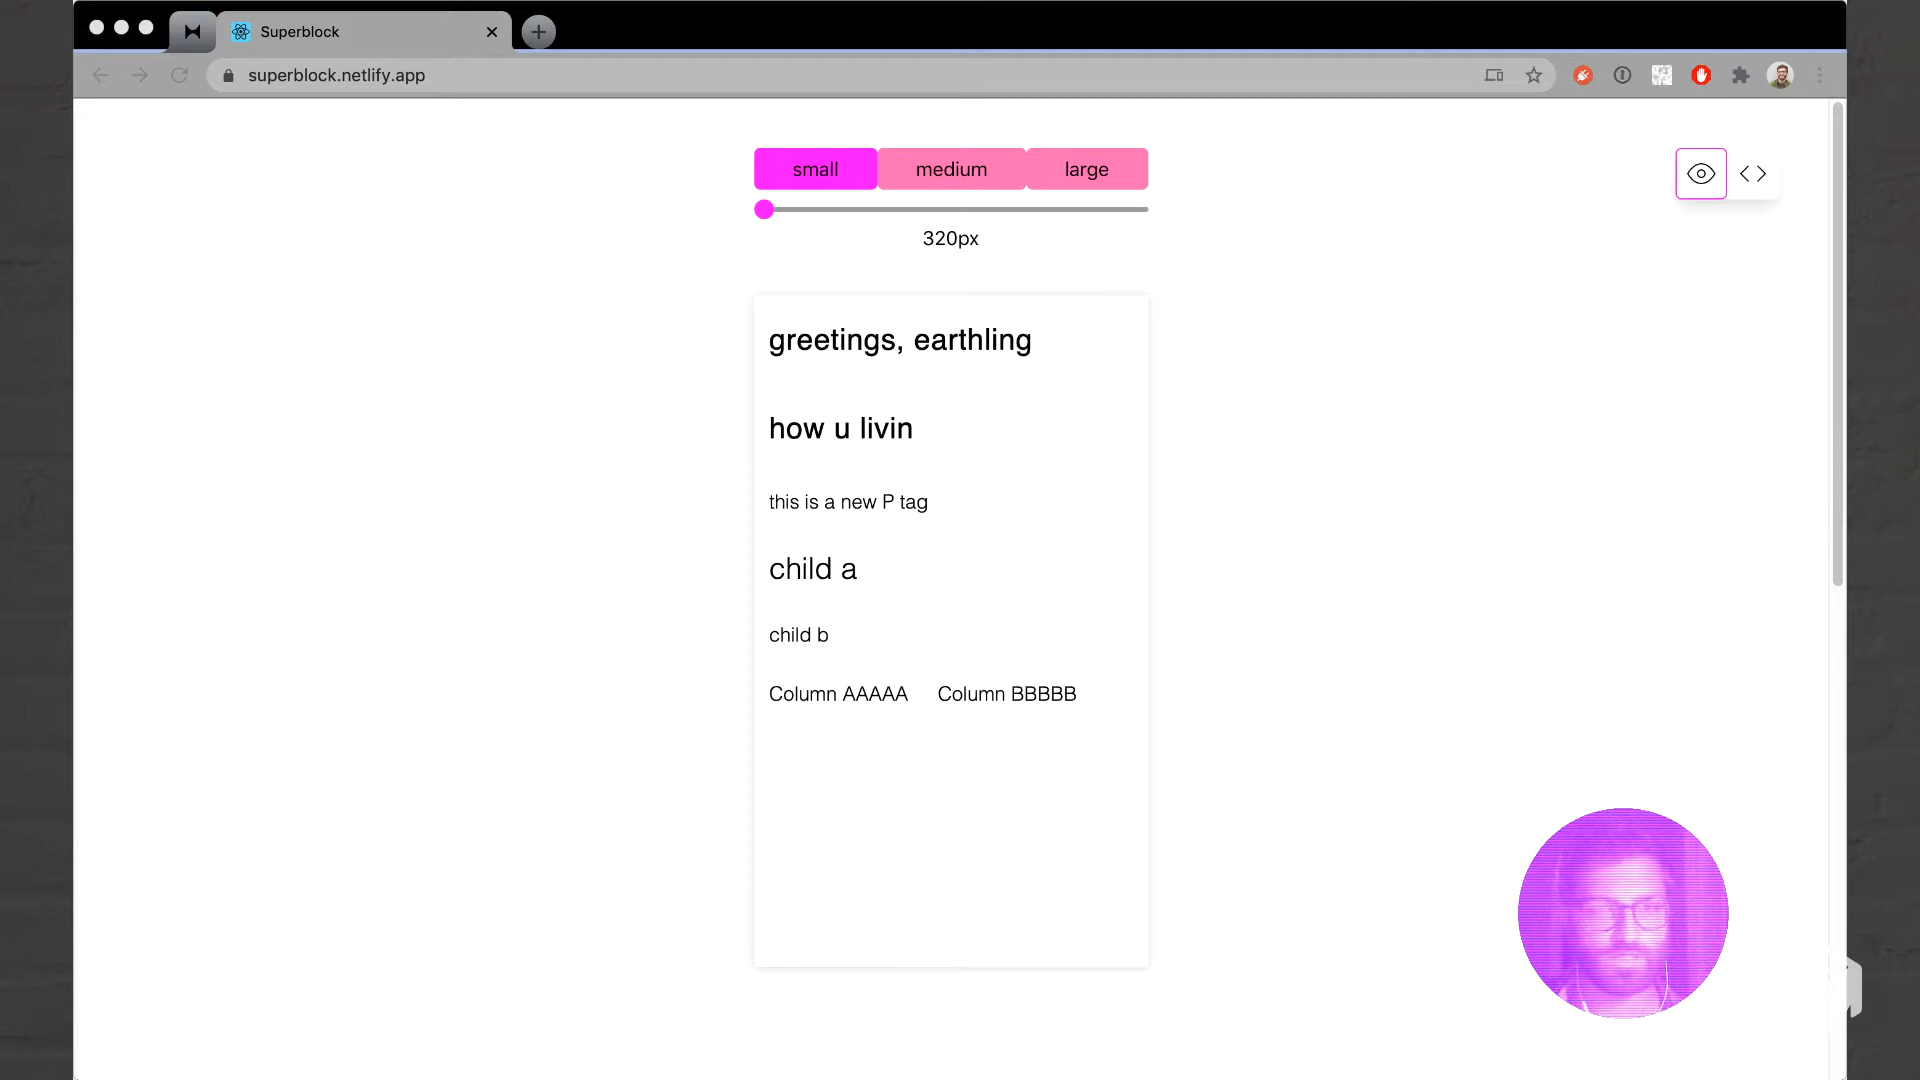 Superblock
superblock.netlify.app
small medium large
320px
greetings, earthling
how u livin
this is a new P tag
child a
child b
Column AAAAA Column BBBBB